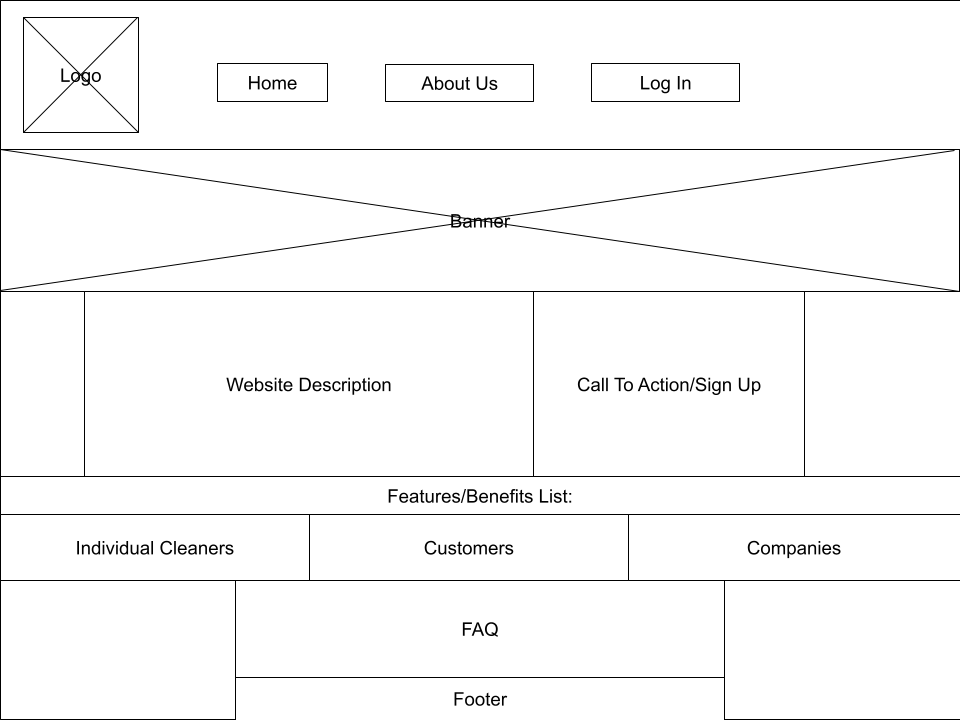 Logo
Home
About Us
Log In
Banner
Website Description
Call To Action/Sign Up
Features/Benefits List:
Individual Cleaners
Customers
Companies
FAQ
Footer